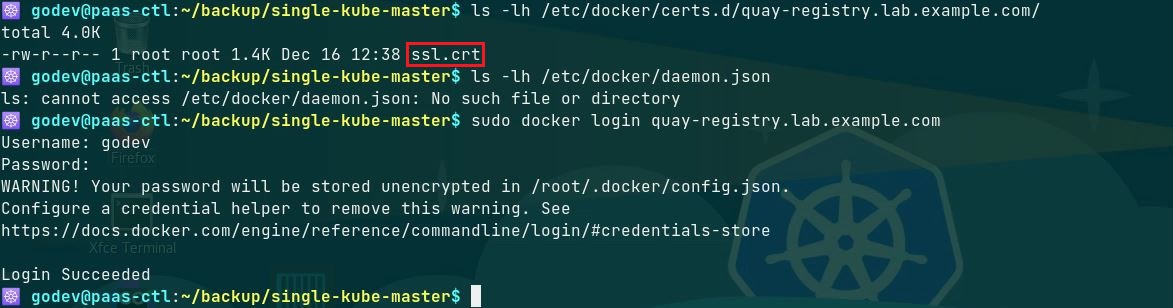 godev@paas-ctl:~/backup/single-kube-master$ ls -lh /etc/docker/certs.d/quay-registry.lab.example.com/
total 4.0K
-rw-r--r-- 1 root root 1.4K Dec 16 12:38 ssl.crt
Trash
godev@paas-ctl:~/backup/single-kube-master$ ls -lh /etc/docker/daemon.json
ls: cannot access /etc/docker/daemon.json: No such file or directory
godev@paas-ctl:~/backup/single-kube-master$ sudo docker login quay-registry.lab.example.com
Username: godev
Firefox
Password:
WARNING! Your password will be stored unencrypted in /root/.docker/config.json.
Configure a credential helper to remove this warning. See
https://docs.docker.com/engine/reference/commandline/login/#credentials-store
Xfce Terminal
Login Succeeded
godev@paas-ctl:~/backup/single-kube-master$